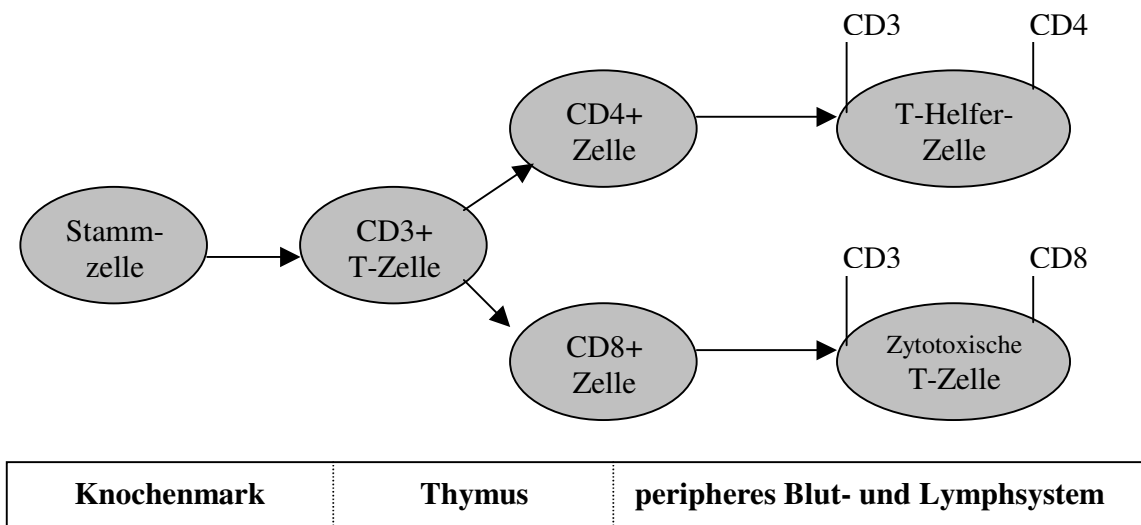 CD3
CD4
CD4+
Zelle
T-Helfer-
Zelle
Stamm-
zelle
CD3+
T-Zelle
CD3
CD8
CD8+
Zelle
Zytotoxische
T-Zelle
Knochenmark
Thymus
peripheres Blut- und Lymphsystem